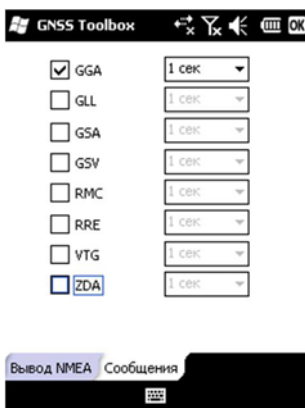 GNSS Toolbox OK
GGA 1 сек
GLL 1 сек
GSA 1 сек
GSV 1 сек
RMC 1 сек
RRE 1 сек
VTG 1 сек
ZDA 1 сек
Вывод NMEA Сообщения